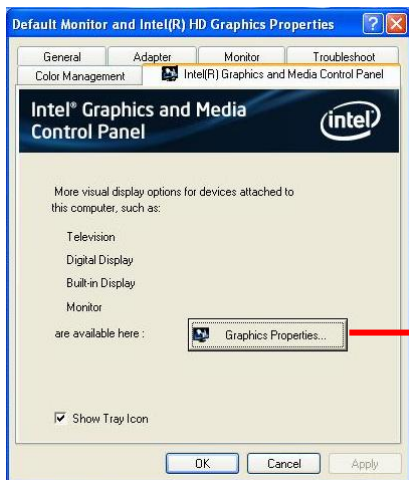 Default Monitor and Intel(R) HD Graphics Properties
General Adapter Monitor Troubleshoot
Color Management Intel(R) Graphics and Media Control Panel
Intel® Graphics and Media
Control Panel
intel
More visual display options for devices attached to
this computer, such as:
Television
Digital Display
Built-in Display
Monitor
are available here : Graphics Properties...
Show Tray Icon
OK Cancel Apply